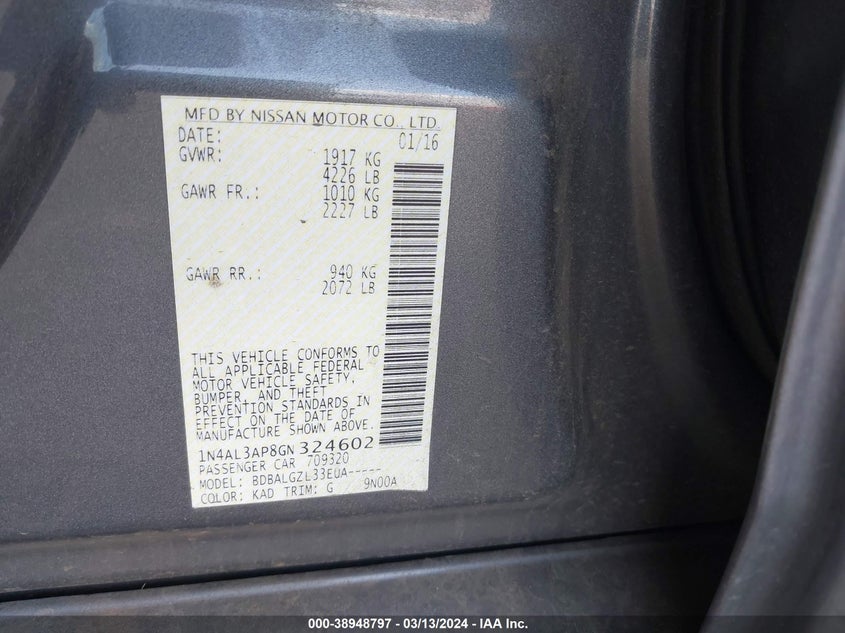 MFD BY NISSAN MOTOR CO., LTD.
DATE: 01/16
GVWR: 1917 KG
4226 LB
GAWR FR.: 1010 KG
2227 LB
GAWR RR.: 940 KG
2072 LB
THIS VEHICLE CONFORMS TO
ALL APPLICABLE FEDERAL
MOTOR VEHICLE SAFETY,
BUMPER, AND THEFT
PREVENTION STANDARDS IN
EFFECT ON THE DATE OF
MANUFACTURE SHOWN ABOVE.
1N4AL3AP8GN324602
PASSENGER CAR 709320
MODEL: BDBALGZL33EUA-----
COLOR: KAD TRIM: G 9N00A
000-38948797 — 03/13/2024 — IAA Inc.